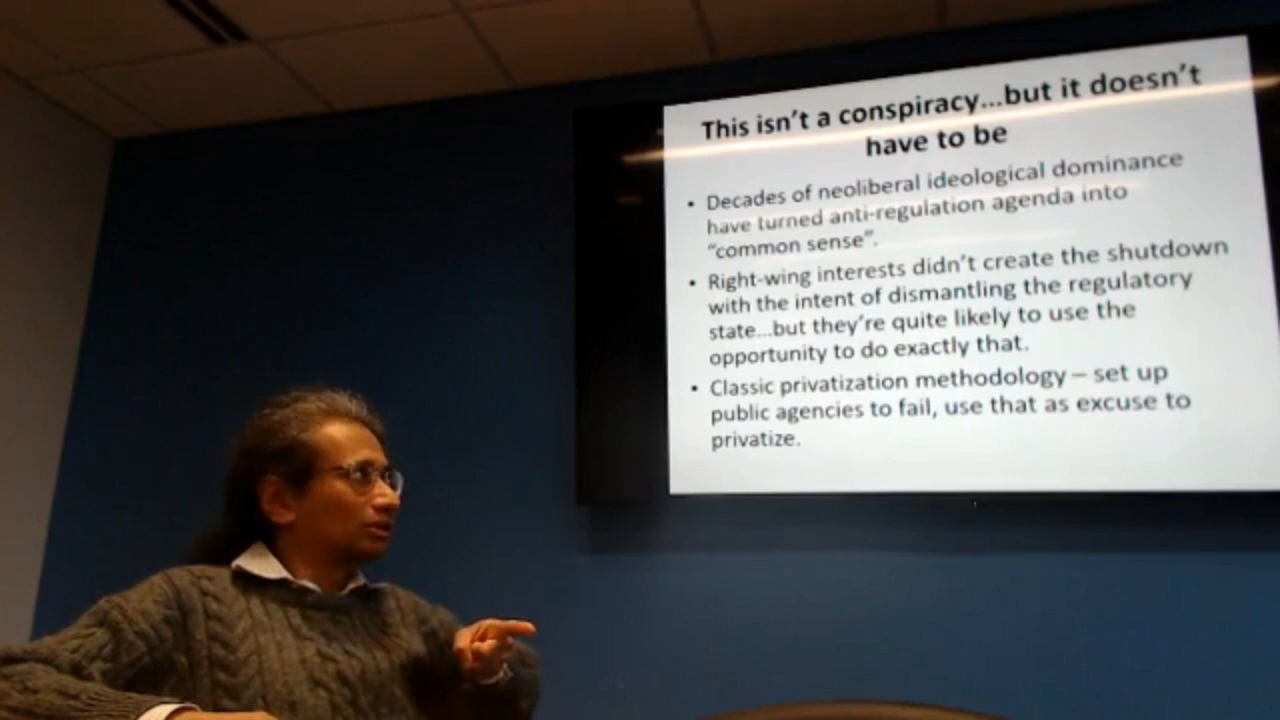 This isn't a conspiracy...but it doesn't
have to be
• Decades of neoliberal ideological dominance
have turned anti-regulation agenda into
"common sense".
• Right-wing interests didn't create the shutdown
with the intent of dismantling the regulatory
state...but they're quite likely to use the
opportunity to do exactly that.
• Classic privatization methodology – set up
public agencies to fail, use that as excuse to
privatize.